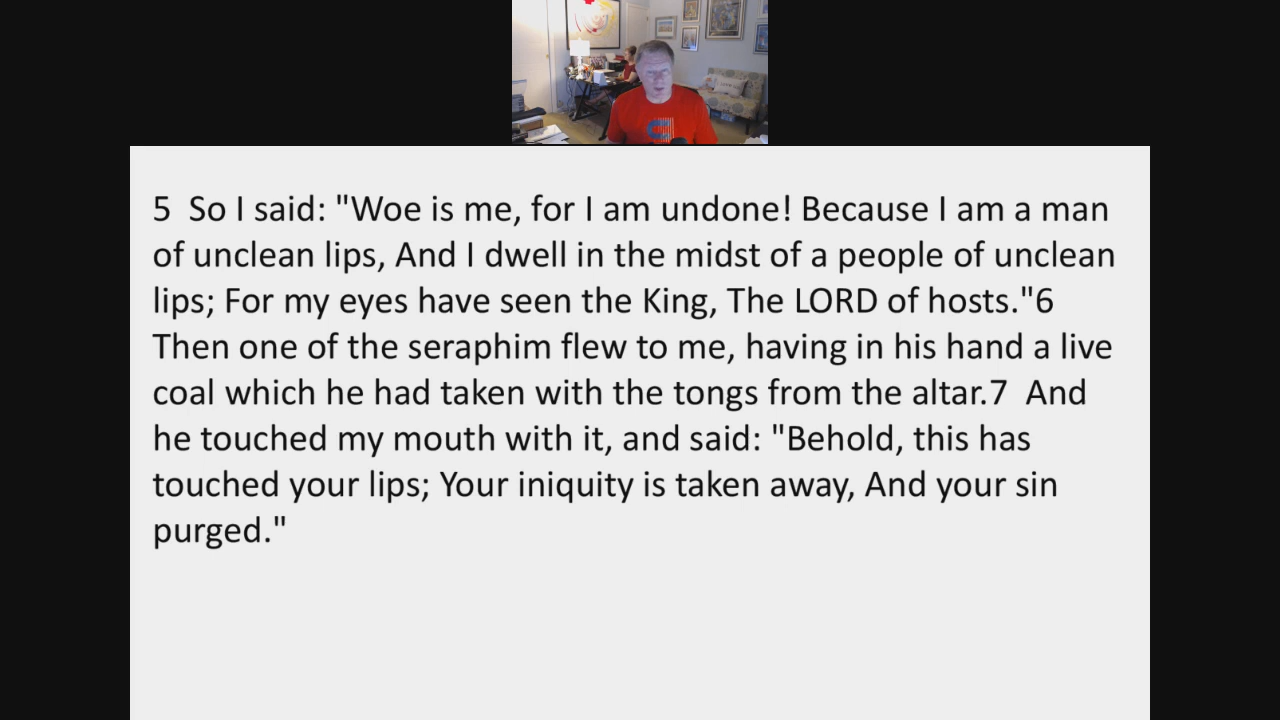 5  So I said: "Woe is me, for I am undone! Because I am a man
of unclean lips, And I dwell in the midst of a people of unclean
lips; For my eyes have seen the King, The LORD of hosts."6
Then one of the seraphim flew to me, having in his hand a live
coal which he had taken with the tongs from the altar.7  And
he touched my mouth with it, and said: "Behold, this has
touched your lips; Your iniquity is taken away, And your sin
purged."